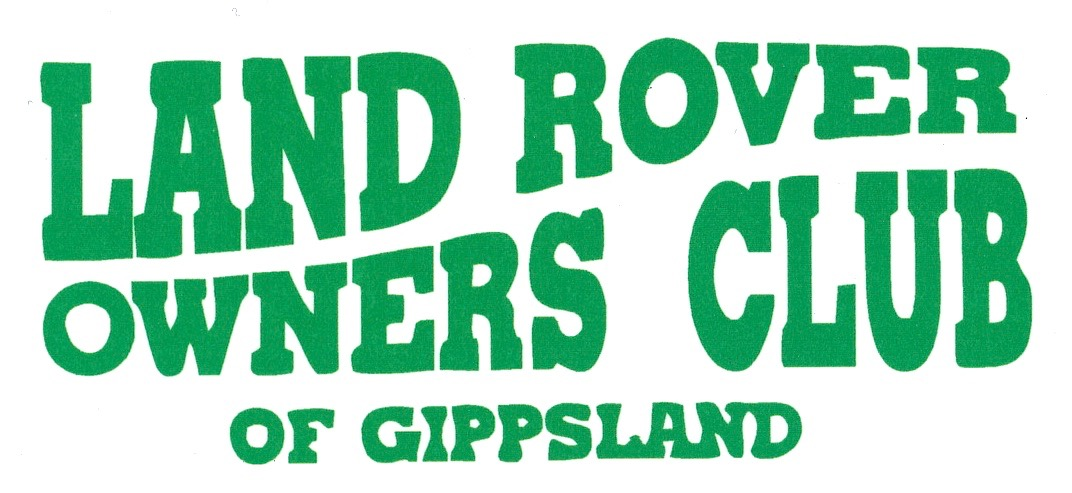 LAND ROVER
OWNERS CLUB
OF GIPPSLAND